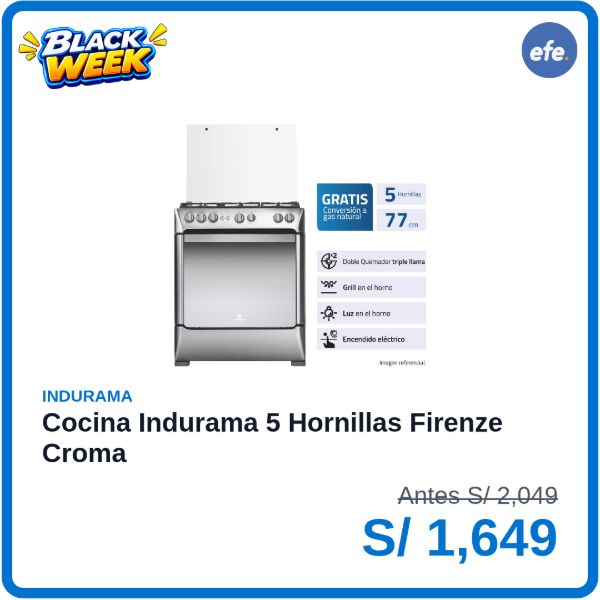 BLACK
WEEK
efe.
GRATIS
Conversión a
gas natural
5 Hornillas
77 cm
x2
Doble Quemador triple llama
Grill en el horno
Luz en el horno
Encendido eléctrico
Imagen referencial.
INDURAMA
Cocina Indurama 5 Hornillas Firenze
Croma
Antes S/ 2,049
S/ 1,649